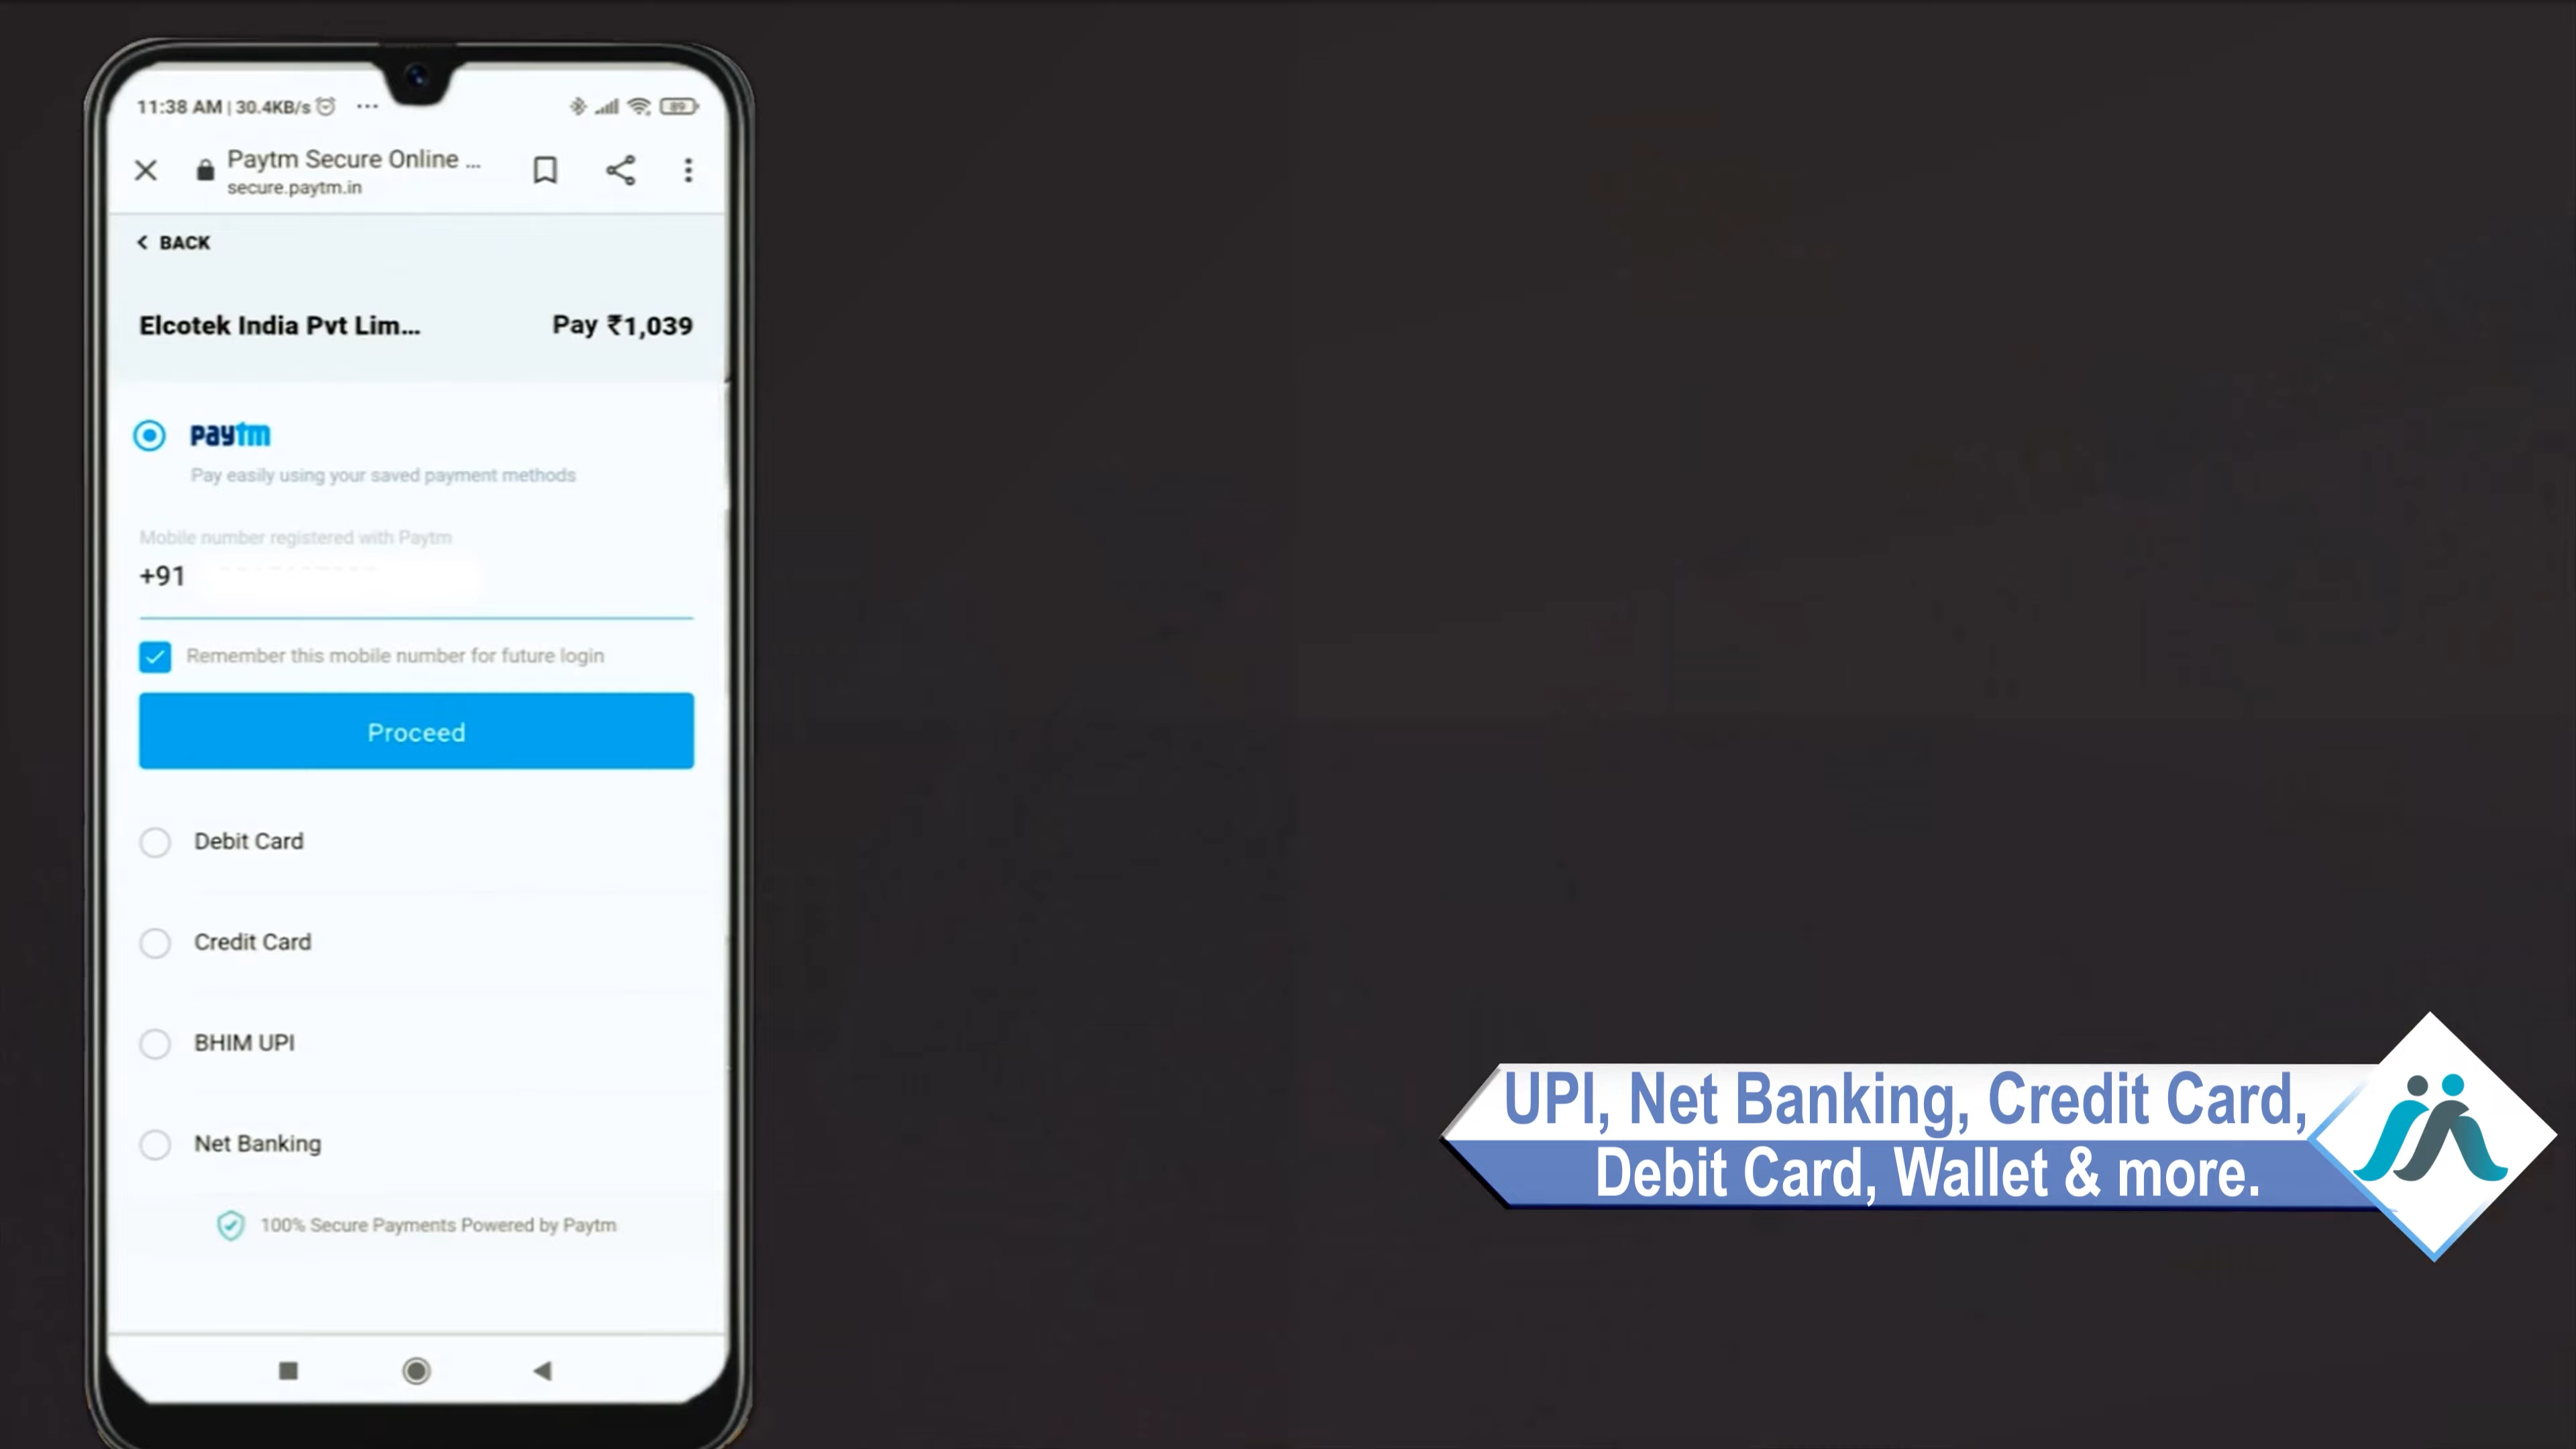 11:38 AM | 30.4KB/s ...
89
Paytm Secure Online ...
secure.paytm.in
< BACK
Elcotek India Pvt Lim...
Pay ₹1,039
paytm
Pay easily using your saved payment methods
Mobile number registered with Paytm
+91
Remember this mobile number for future login
Proceed
Debit Card
Credit Card
BHIM UPI
Net Banking
100% Secure Payments Powered by Paytm
UPI, Net Banking, Credit Card,
Debit Card, Wallet & more.